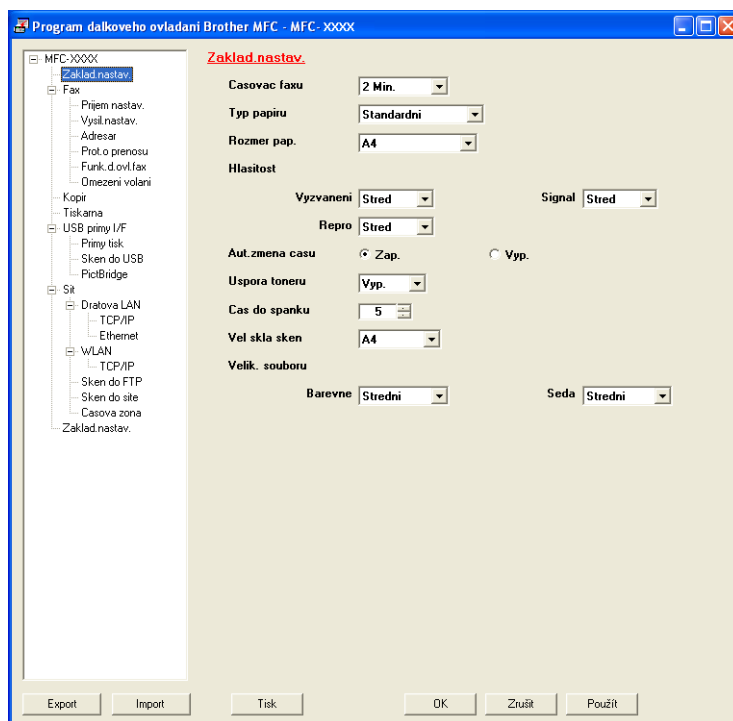 Program dalkoveho ovladani Brother MFC - MFC-XXXX
MFC-XXXX
Zaklad.nastav.
Fax
Prijem nastav.
Vysil.nastav.
Adresar
Prot.o prenosu
Funk.d.ovl.fax
Omezeni volani
Kopir
Tiskarna
USB primy I/F
Primy tisk
Sken do USB
PictBridge
Sit
Dratova LAN
TCP/IP
Ethernet
WLAN
TCP/IP
Sken do FTP
Sken do site
Casova zona
Zaklad.nastav.
Zaklad.nastav.
Casovac faxu 2 Min.
Typ papiru Standardni
Rozmer pap. A4
Hlasitost
Vyzvaneni Stred Signal Stred
Repro Stred
Aut.zmena casu Zap. Vyp.
Uspora toneru Vyp.
Cas do spanku 5
Vel skla sken A4
Velik. souboru
Barevne Stredni Seda Stredni
Export Import Tisk OK Zrušit Použít